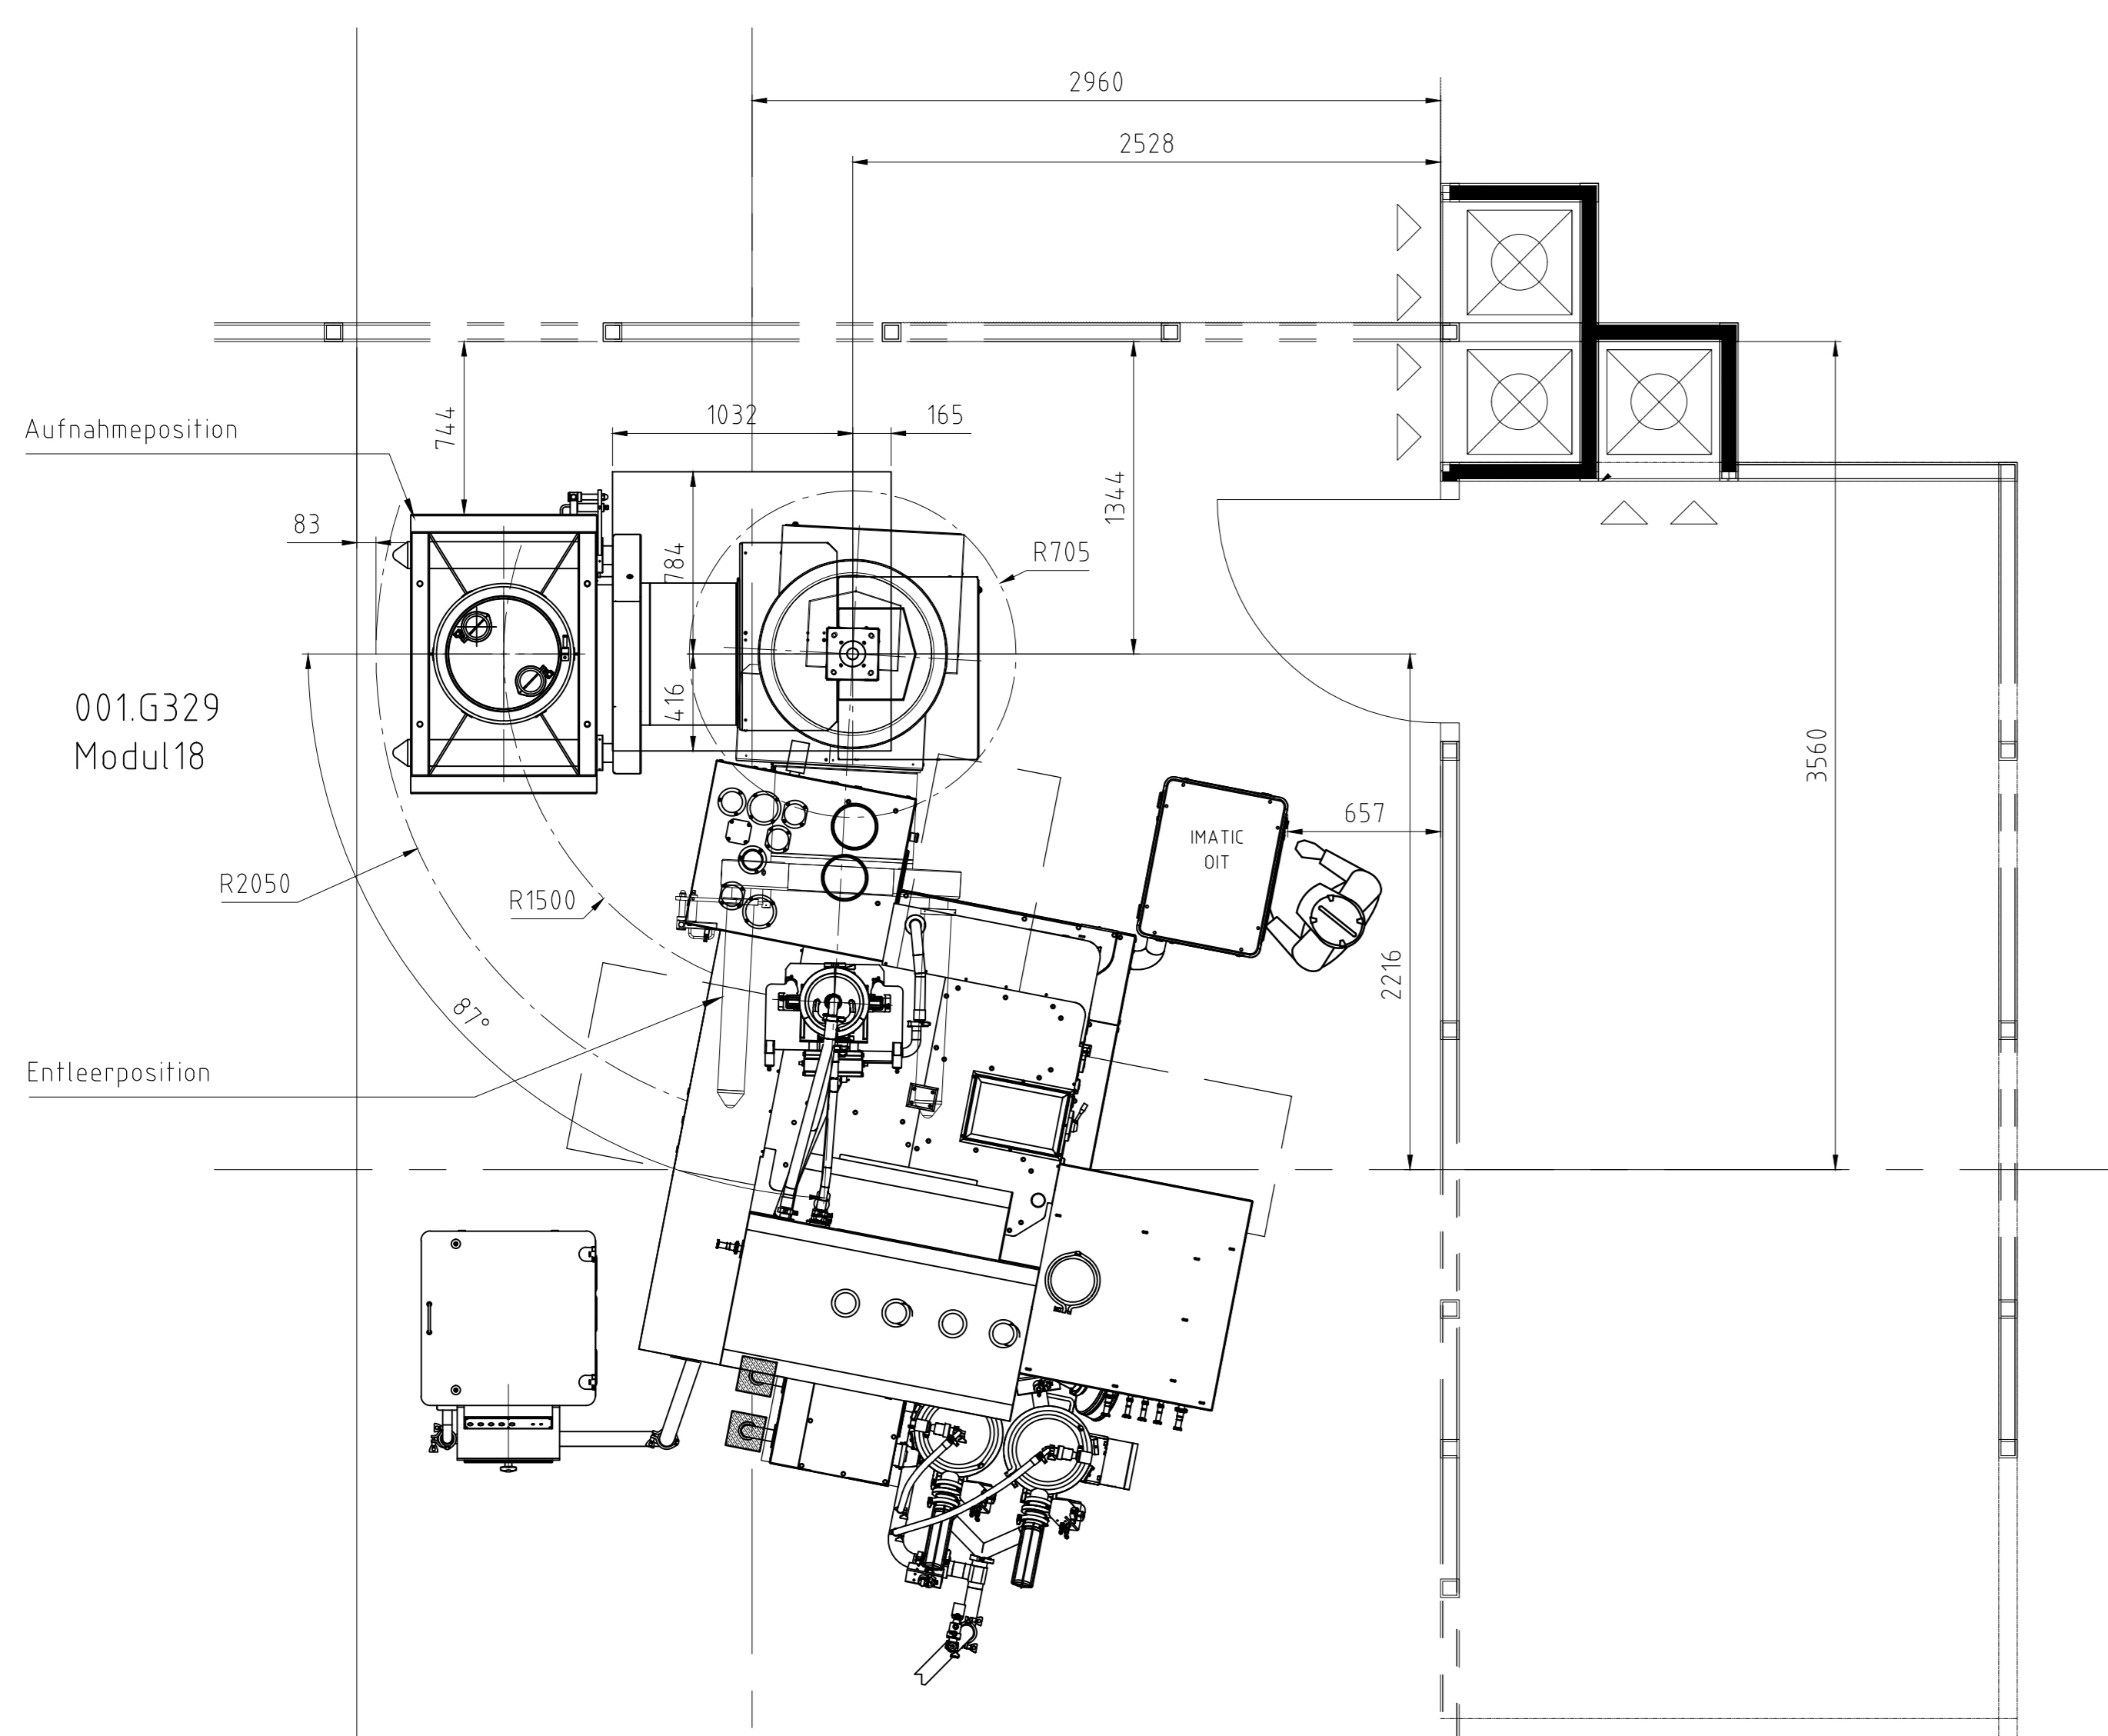 2960
2528
1032
165
744
Aufnahmeposition
83
1344
784
R705
416
001.G329
Modul18
3560
657
IMATIC
OIT
R2050
R1500
2216
87°
Entleerposition